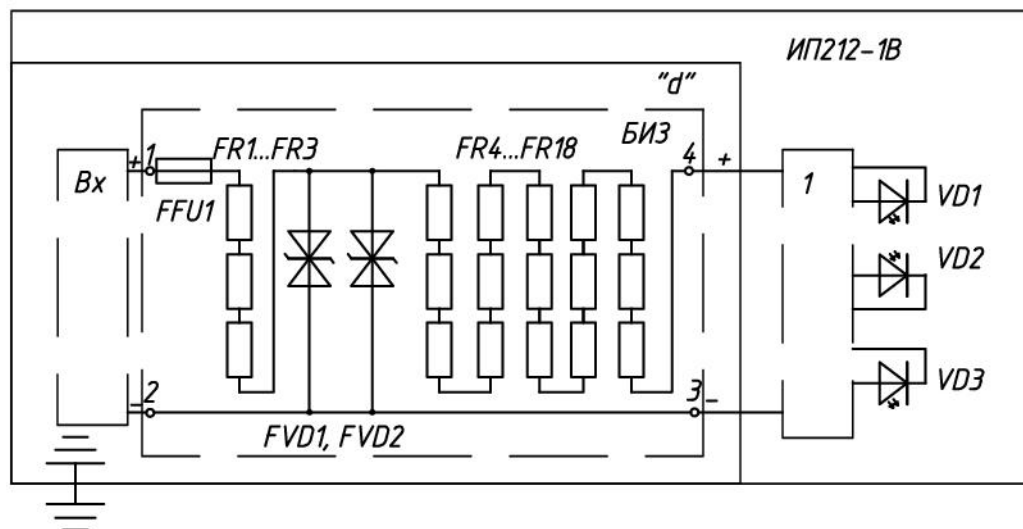 ИП212-1В
"d"
БИЗ
FR1...FR3
FR4...FR18
+
1
4
+
Вх
FFU1
1
VD1
VD2
VD3
-
2
3
-
FVD1, FVD2